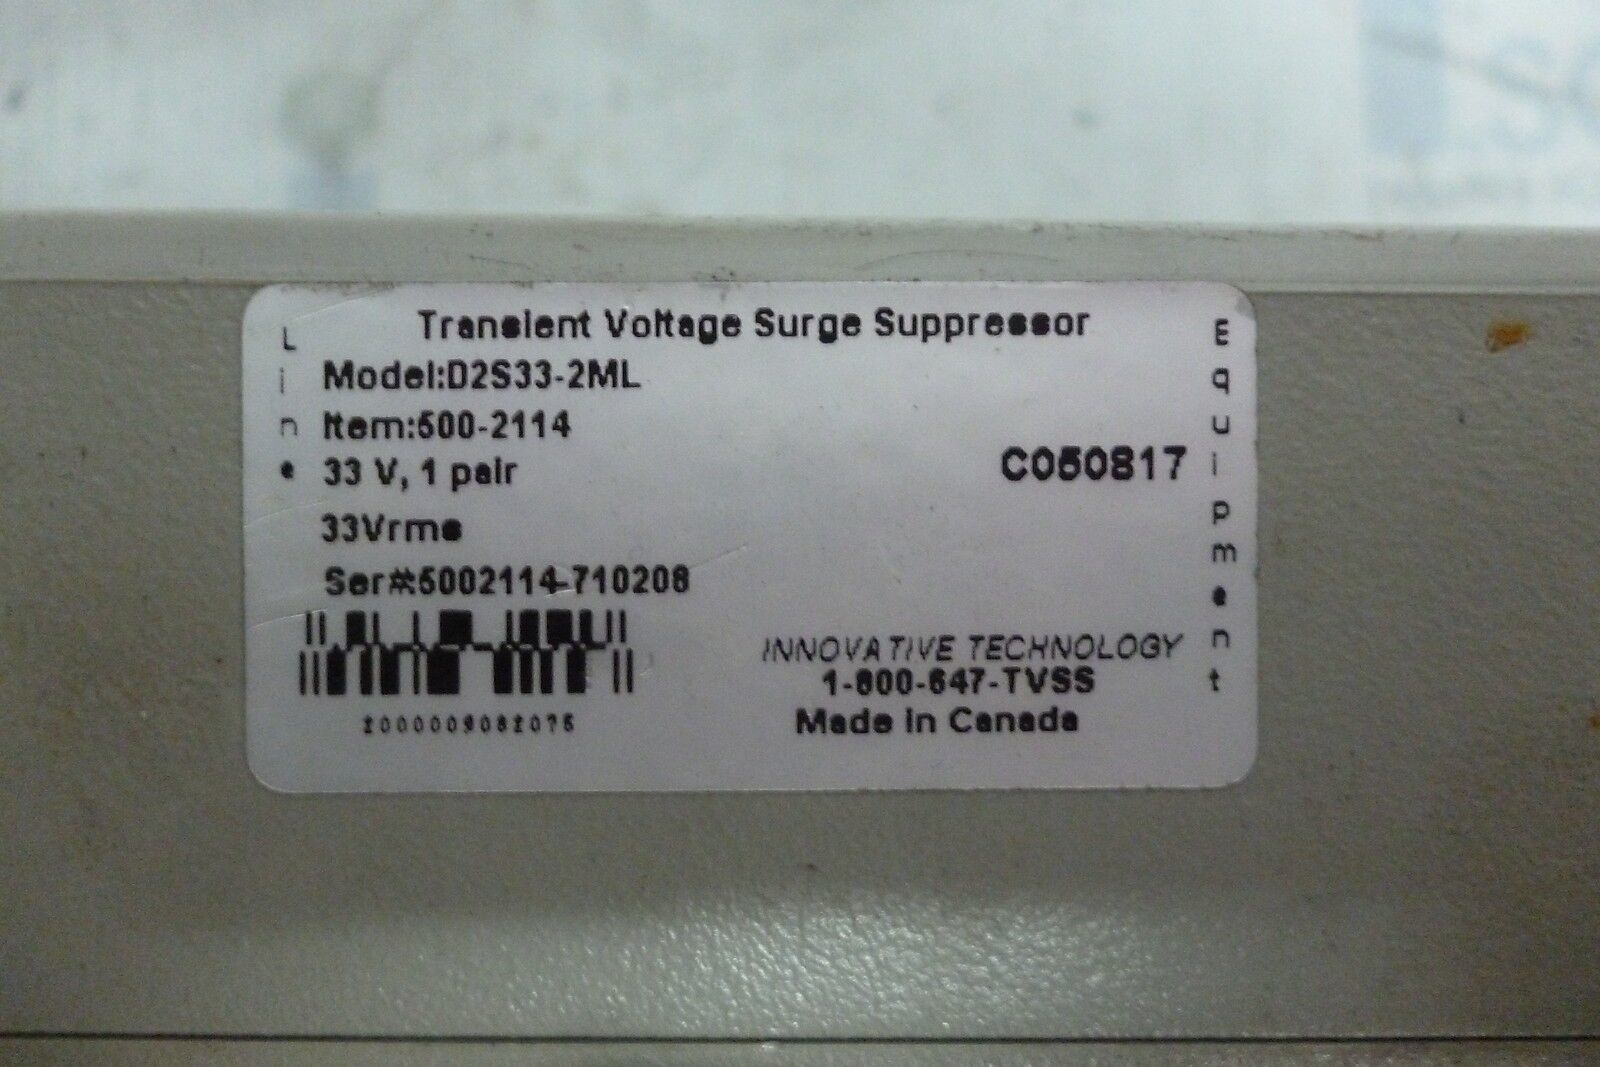 Transient Voltage Surge Suppressor
Line
Model:D2S33-2ML
Item:500-2114
33 V, 1 pair
C050817
33Vrms
Ser#:5002114-710208
INNOVATIVE TECHNOLOGY
1-800-647-TVSS
Made in Canada
Equipment